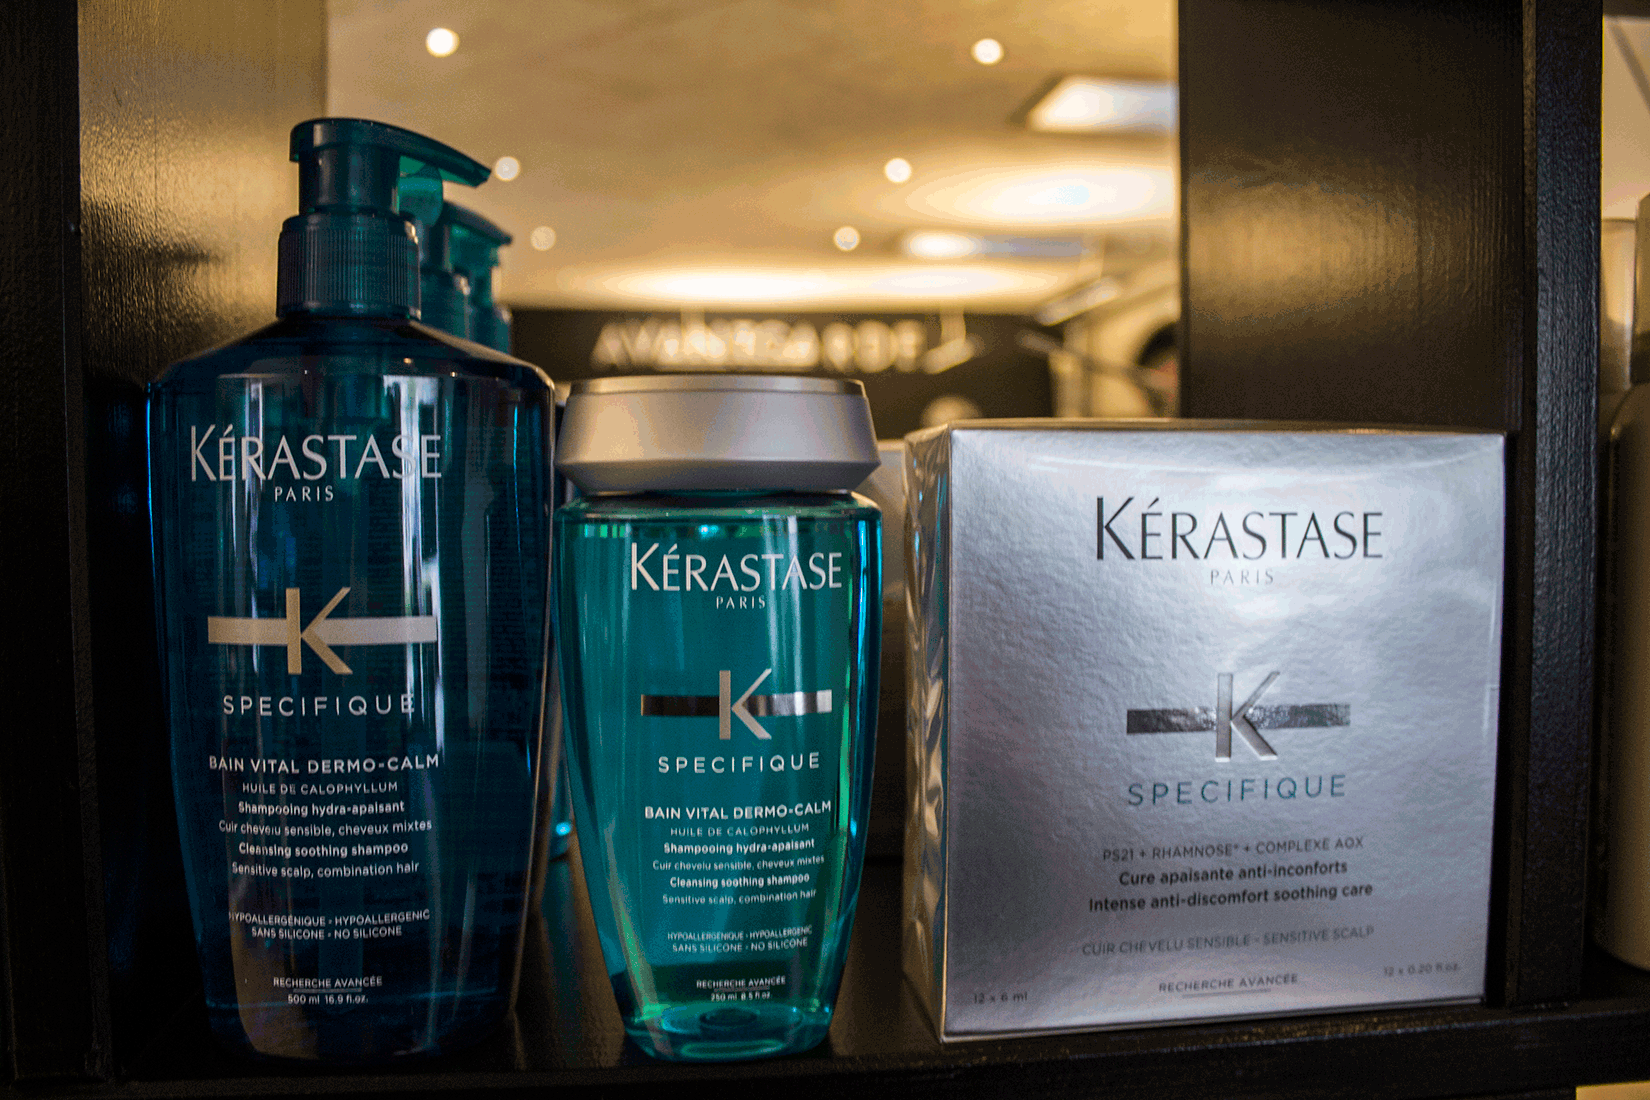 AVANTGARDE
KÉRASTASE
PARIS
K
SPECIFIQUE
BAIN VITAL DERMO-CALM
HUILE DE CALOPHYLLUM
Shampooing hydra-apaisant
Cuir chevelu sensible, cheveux mixtes
Cleansing soothing shampoo
Sensitive scalp, combination hair
HYPOALLERGÉNIQUE - HYPOALLERGENIC
SANS SILICONE - NO SILICONE
RECHERCHE AVANCÉE
500 ml 16.9 fl.oz.
KÉRASTASE
PARIS
K
SPECIFIQUE
BAIN VITAL DERMO-CALM
HUILE DE CALOPHYLLUM
Shampooing hydra-apaisant
Cuir chevelu sensible, cheveux mixtes
Cleansing soothing shampoo
Sensitive scalp, combination hair
HYPOALLERGÉNIQUE - HYPOALLERGENIC
SANS SILICONE - NO SILICONE
RECHERCHE AVANCÉE
250 ml 8.5 fl.oz.
KÉRASTASE
PARIS
K
SPECIFIQUE
PS21 + RHAMNOSE* + COMPLEXE AOX
Cure apaisante anti-inconforts
Intense anti-discomfort soothing care
CUIR CHEVELU SENSIBLE - SENSITIVE SCALP
RECHERCHE AVANCÉE
12 x 6 ml
12 x 0.20 fl.oz.